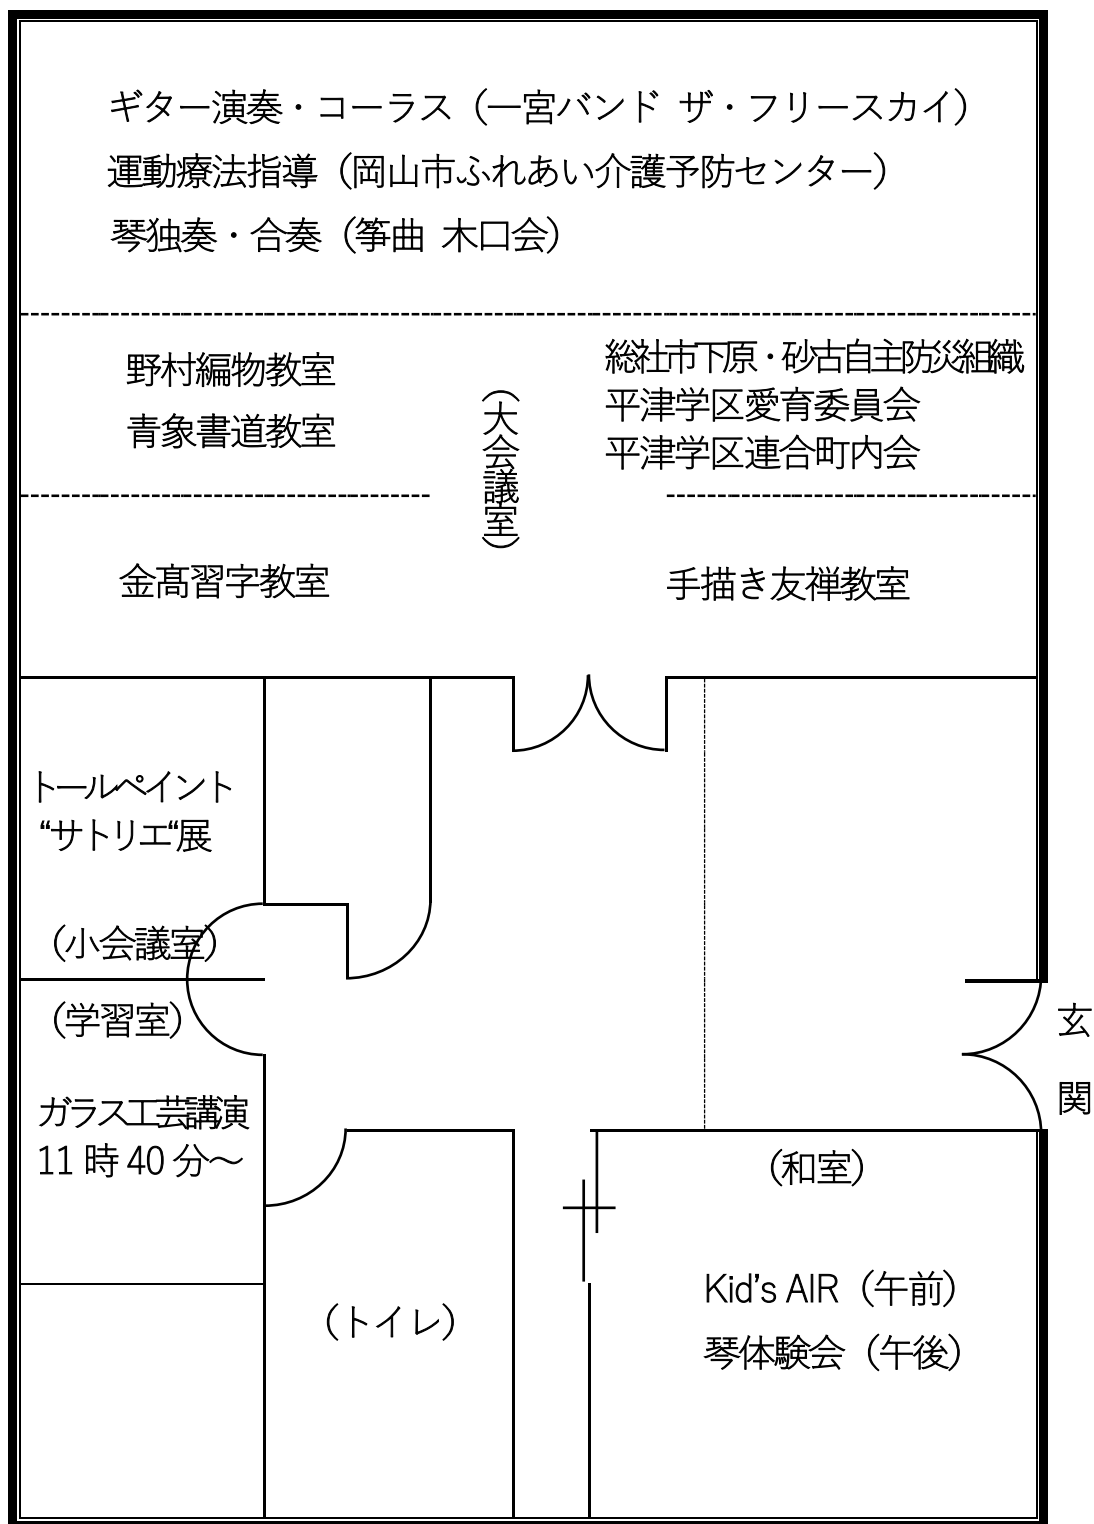 ギター演奏・コーラス（一宮バンド ザ・フリースカイ）
運動療法指導（岡山市ふれあい介護予防センター）
琴独奏・合奏（筝曲 木口会）
野村編物教室
青象書道教室
（大会議室）
総社市下原・砂古自主防災組織
平津学区愛育委員会
平津学区連合町内会
金髙習字教室
手描き友禅教室
トールペイント
“サトリエ“展
（小会議室）
（学習室）
ガラス工芸講演
11時40分～
玄
関
（トイレ）
（和室）
Kid’s AIR（午前）
琴体験会（午後）